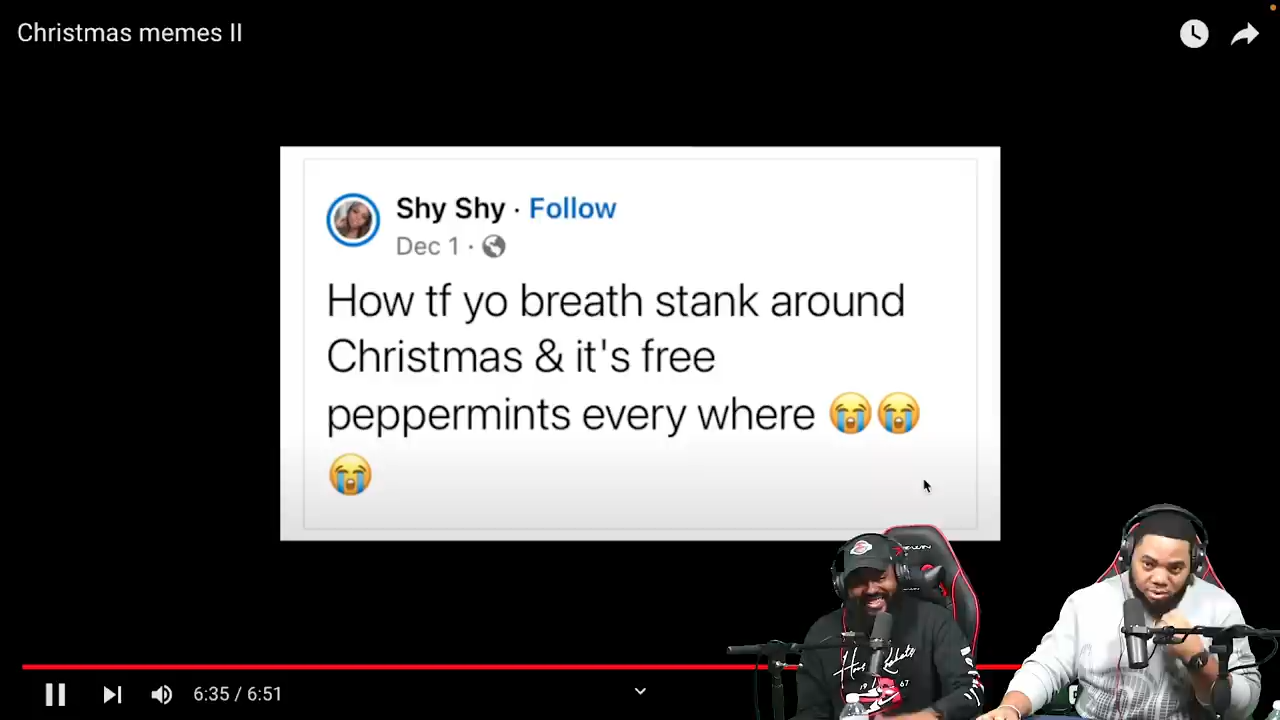 Christmas memes II
Shy Shy · Follow
Dec 1 ·
How tf yo breath stank around
Christmas & it's free
peppermints every where 😭😭
😭
6:35 / 6:51